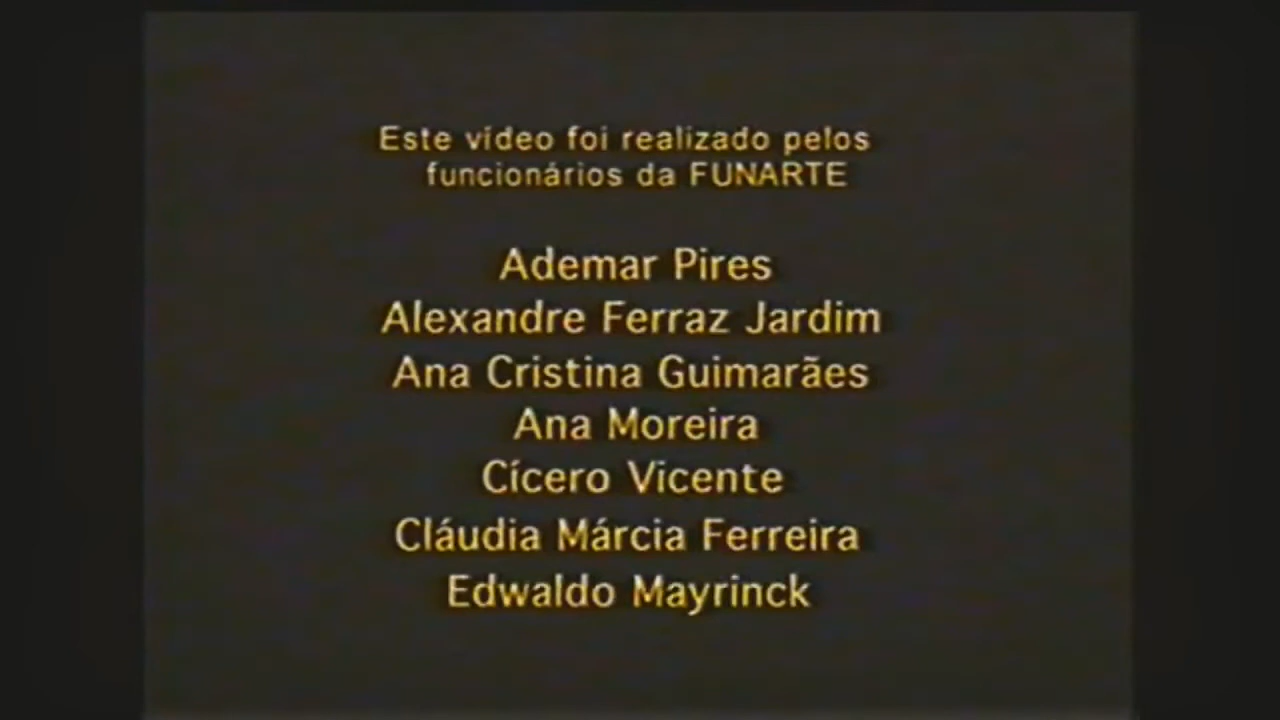 Este vídeo foi realizado pelos
funcionários da FUNARTE
Ademar Pires
Alexandre Ferraz Jardim
Ana Cristina Guimarães
Ana Moreira
Cícero Vicente
Cláudia Márcia Ferreira
Edwaldo Mayrinck